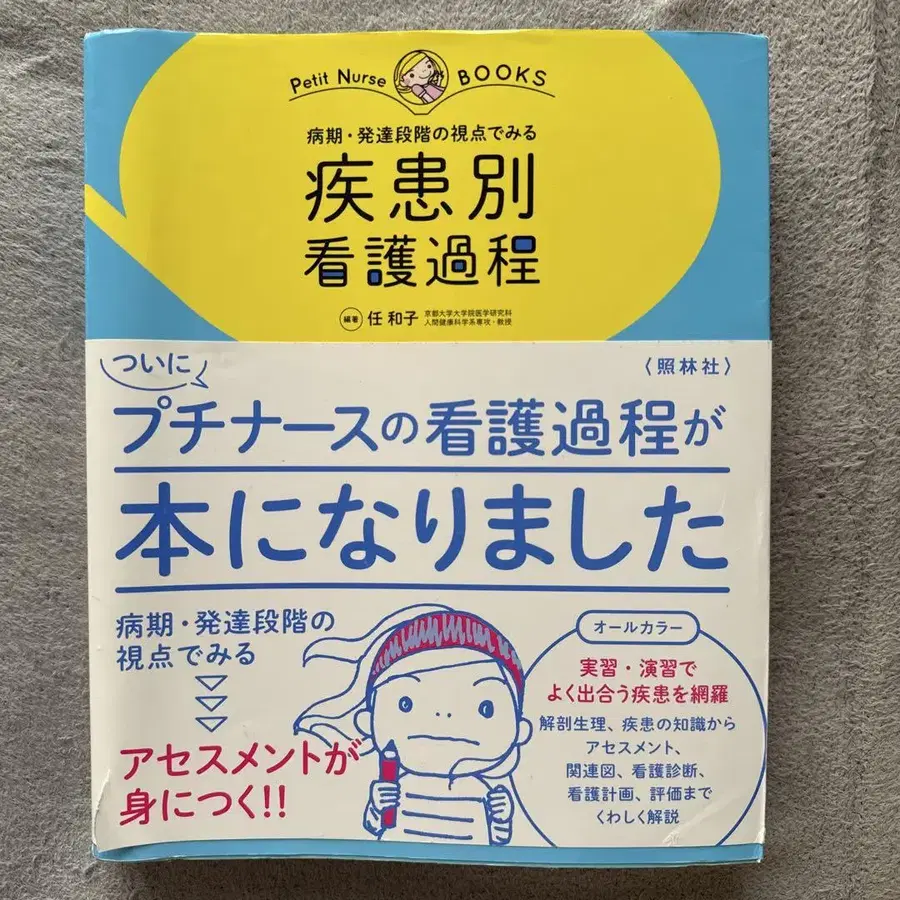 Petit Nurse BOOKS
病期・発達段階の視点でみる
疾患別
看護過程
編著 任 和子 京都大学大学院医学研究科
人間健康科学系専攻・教授
ついに
〈照林社〉
プチナースの看護過程が
本になりました
病期・発達段階の
視点でみる
アセスメントが
身につく!!
オールカラー
実習・演習で
よく出合う疾患を網羅
解剖生理、疾患の知識から
アセスメント、
関連図、看護診断、
看護計画、評価まで
くわしく解説